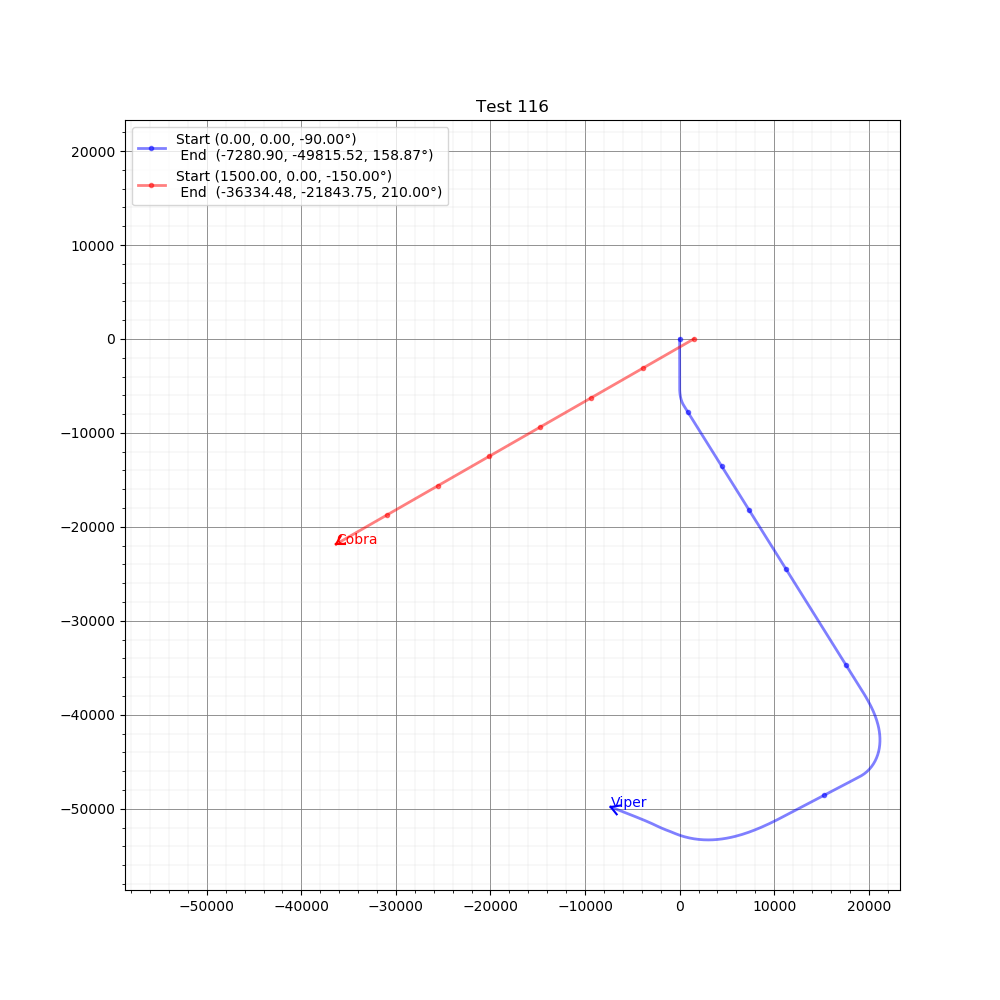 Test 116
Start (0.00, 0.00, -90.00°)
End  (-7280.90, -49815.52, 158.87°)
Start (1500.00, 0.00, -150.00°)
End  (-36334.48, -21843.75, 210.00°)
20000
10000
0
−10000
−20000
−30000
−40000
−50000
Cobra
Viper
−50000 −40000 −30000 −20000 −10000 0 10000 20000